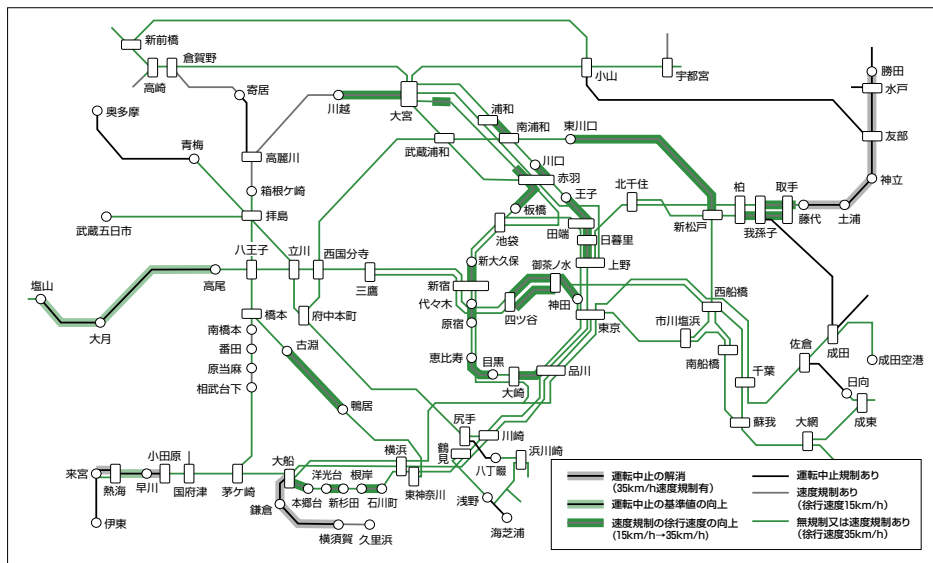 新前橋
倉賀野
高崎
寄居
川越
大宮
小山
宇都宮
勝田
水戸
友部
神立
奥多摩
青梅
高麗川
箱根ケ崎
拝島
武蔵五日市
浦和
南浦和
東川口
武蔵浦和
川口
赤羽
王子
北千住
柏
取手
我孫子
藤代
土浦
新松戸
板橋
池袋
田端
日暮里
上野
八王子
立川
西国分寺
三鷹
高尾
塩山
大月
新大久保
新宿
代々木
原宿
御茶ノ水
四ツ谷
神田
東京
西船橋
市川塩浜
南船橋
千葉
佐倉
成田
成田空港
日向
成東
大網
蘇我
橋本
府中本町
南橋本
番田
原当麻
相武台下
古淵
鴨居
恵比寿
目黒
大崎
品川
尻手
川崎
鶴見
八丁畷
浜川崎
浅野
海芝浦
横浜
東神奈川
来宮
熱海
早川
小田原
国府津
茅ケ崎
大船
洋光台
根岸
本郷台
新杉田
石川町
鎌倉
横須賀
久里浜
伊東
運転中止の解消
(35km/h速度規制有)
運転中止の基準値の向上
速度規制の徐行速度の向上
(15km/h→35km/h)
運転中止規制あり
速度規制あり
(徐行速度15km/h)
無規制又は速度規制あり
(徐行速度35km/h)